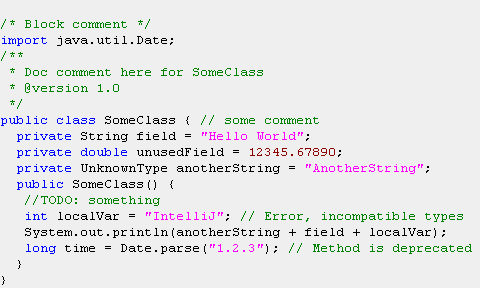 /* Block comment */
import java.util.Date;
/**
 * Doc comment here for SomeClass
 * @version 1.0
 */
public class SomeClass { // some comment
  private String field = "Hello World";
  private double unusedField = 12345.67890;
  private UnknownType anotherString = "AnotherString";
  public SomeClass() {
   //TODO: something
   int localVar = "IntelliJ"; // Error, incompatible types
   System.out.println(anotherString + field + localVar);
   long time = Date.parse("1.2.3"); // Method is deprecated
  }
}